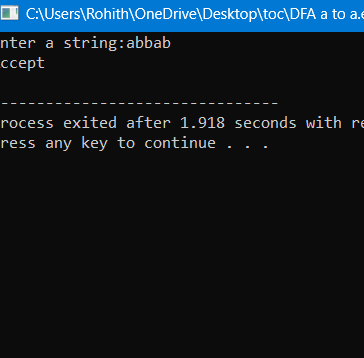 C:\Users\Rohith\OneDrive\Desktop\toc\DFA a to a.e
nter a string:abbab
ccept
-------------------------------
rocess exited after 1.918 seconds with re
ress any key to continue . . .